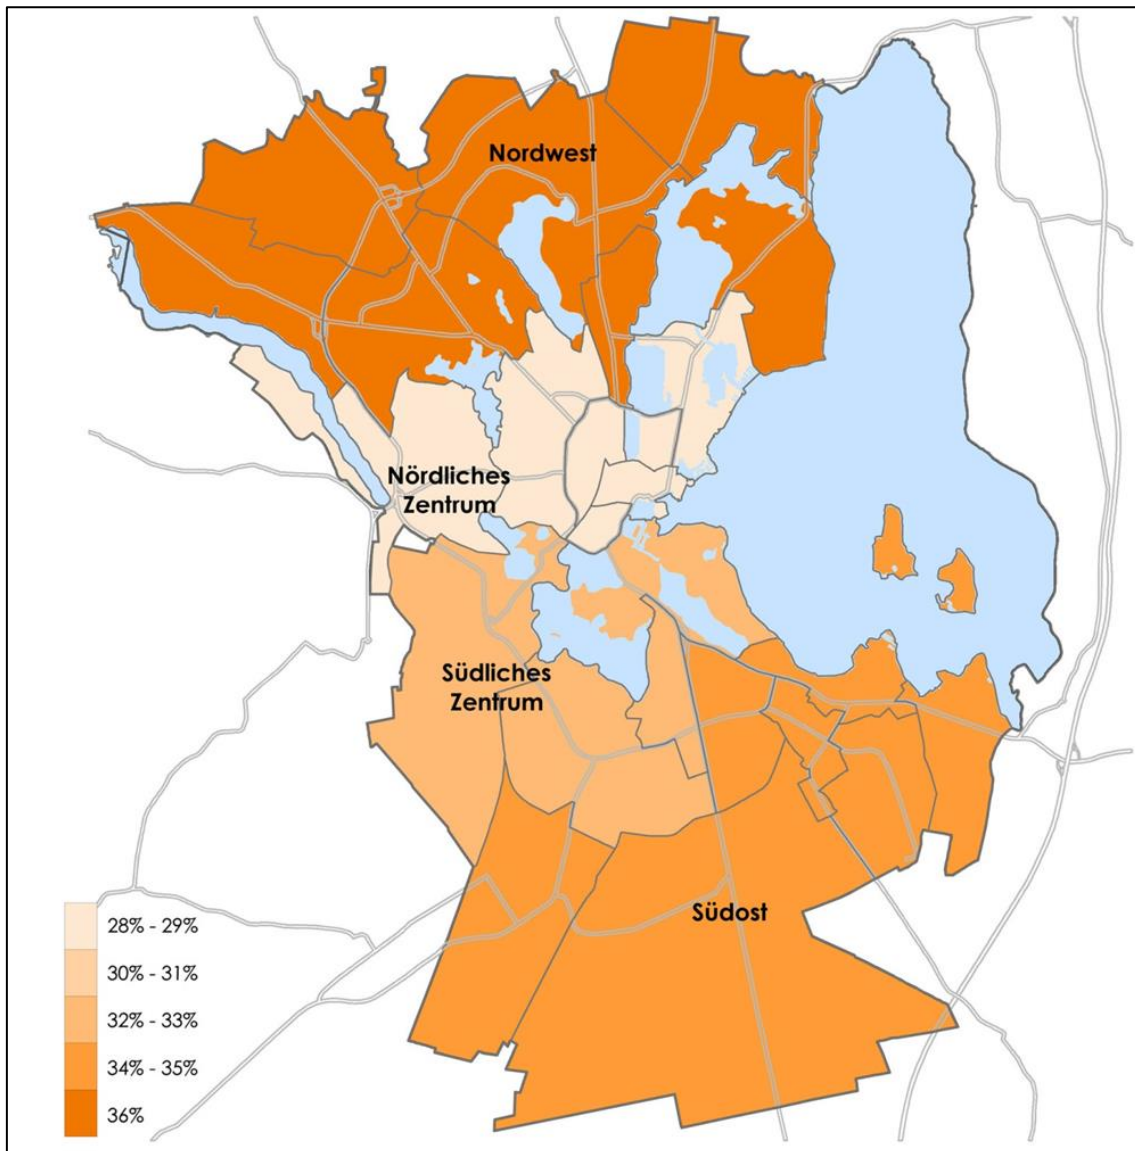 Nordwest
Nördliches
Zentrum
Südliches
Zentrum
Südost
28% - 29%
30% - 31%
32% - 33%
34% - 35%
36%